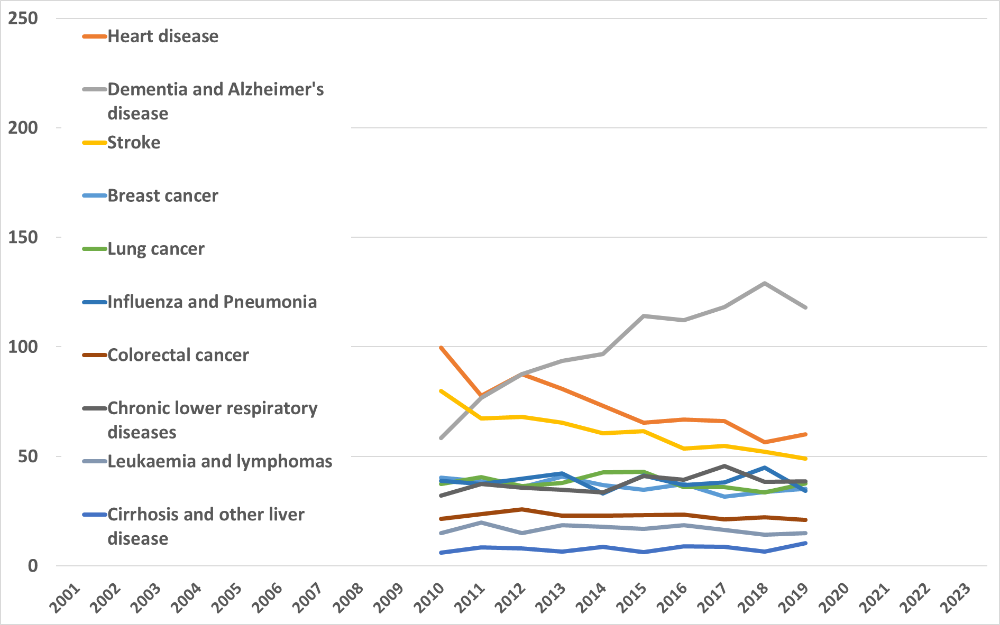 250
200
150
100
50
0
Heart disease
Dementia and Alzheimer's
disease
Stroke
Breast cancer
Lung cancer
Influenza and Pneumonia
Colorectal cancer
Chronic lower respiratory
diseases
Leukaemia and lymphomas
Cirrhosis and other liver
disease
2001
2002
2003
2004
2005
2006
2007
2008
2009
2010
2011
2012
2013
2014
2015
2016
2017
2018
2019
2020
2021
2022
2023